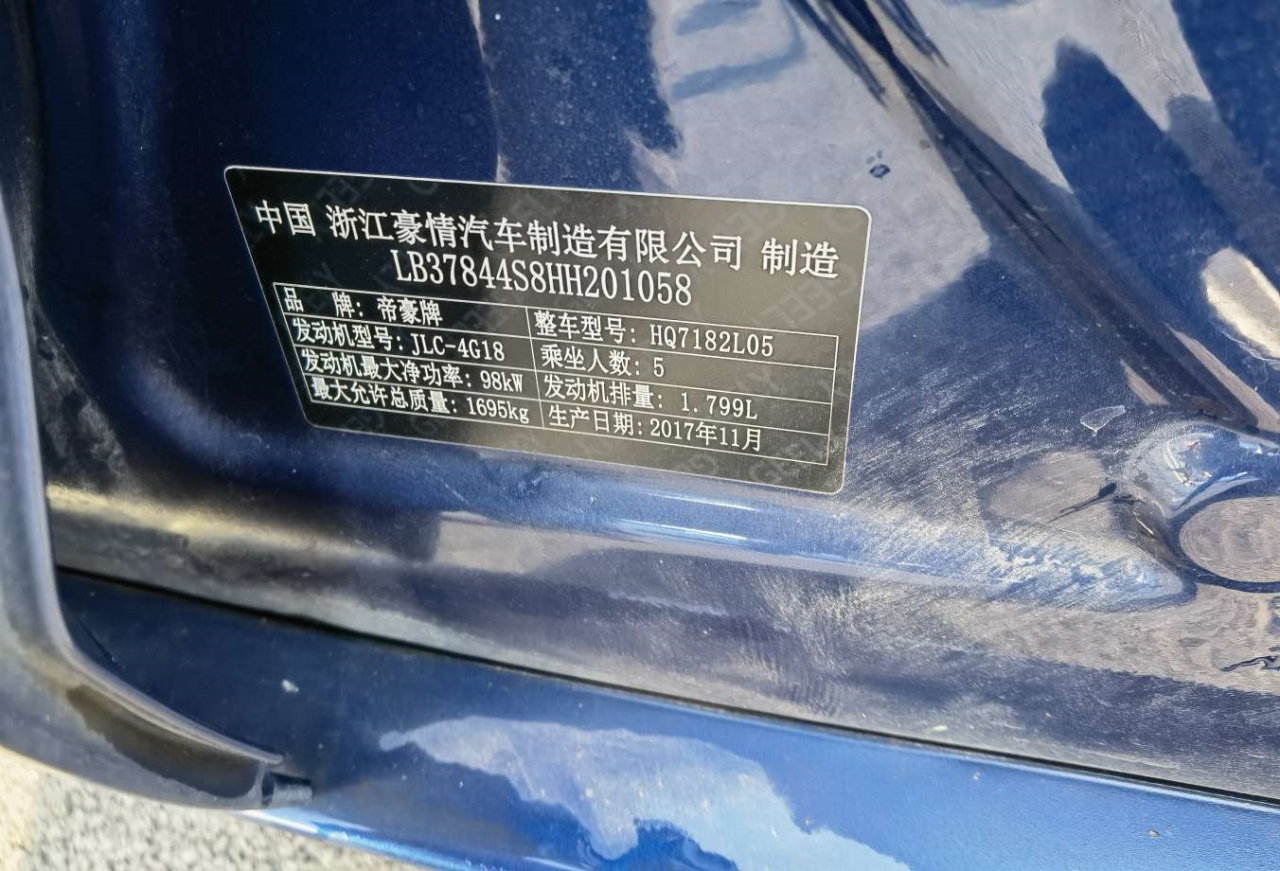 中国 浙江豪情汽车制造有限公司 制造
LB37844S8HH201058
品 牌: 帝豪牌 整车型号: HQ7182L05
发动机型号: JLC-4G18 乘坐人数: 5
发动机最大净功率: 98kW 发动机排量: 1.799L
最大允许总质量: 1695kg 生产日期: 2017年11月